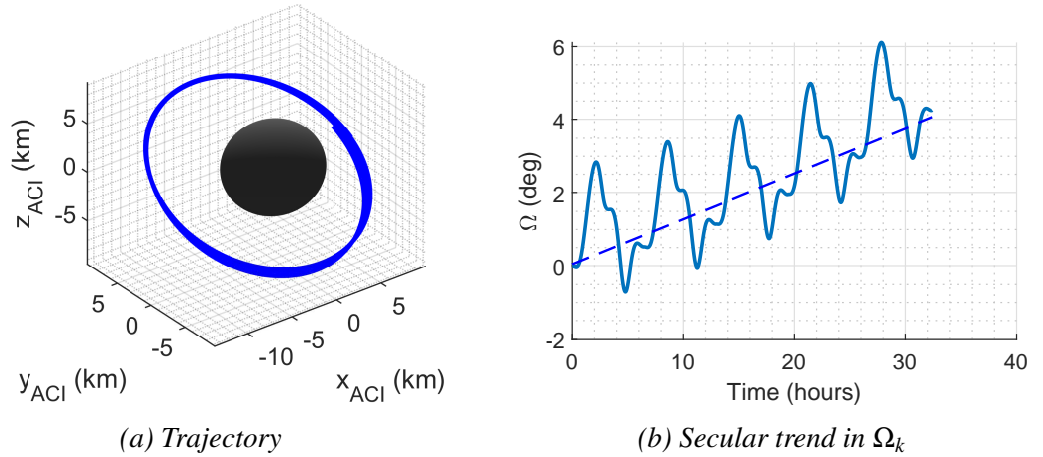 z_ACI (km)
5
0
-5
5
0
-5
-10
-5
0
5
y_ACI (km)
x_ACI (km)
(a) Trajectory
Ω (deg)
6
4
2
0
-2
0
10
20
30
40
Time (hours)
(b) Secular trend in Ω_k